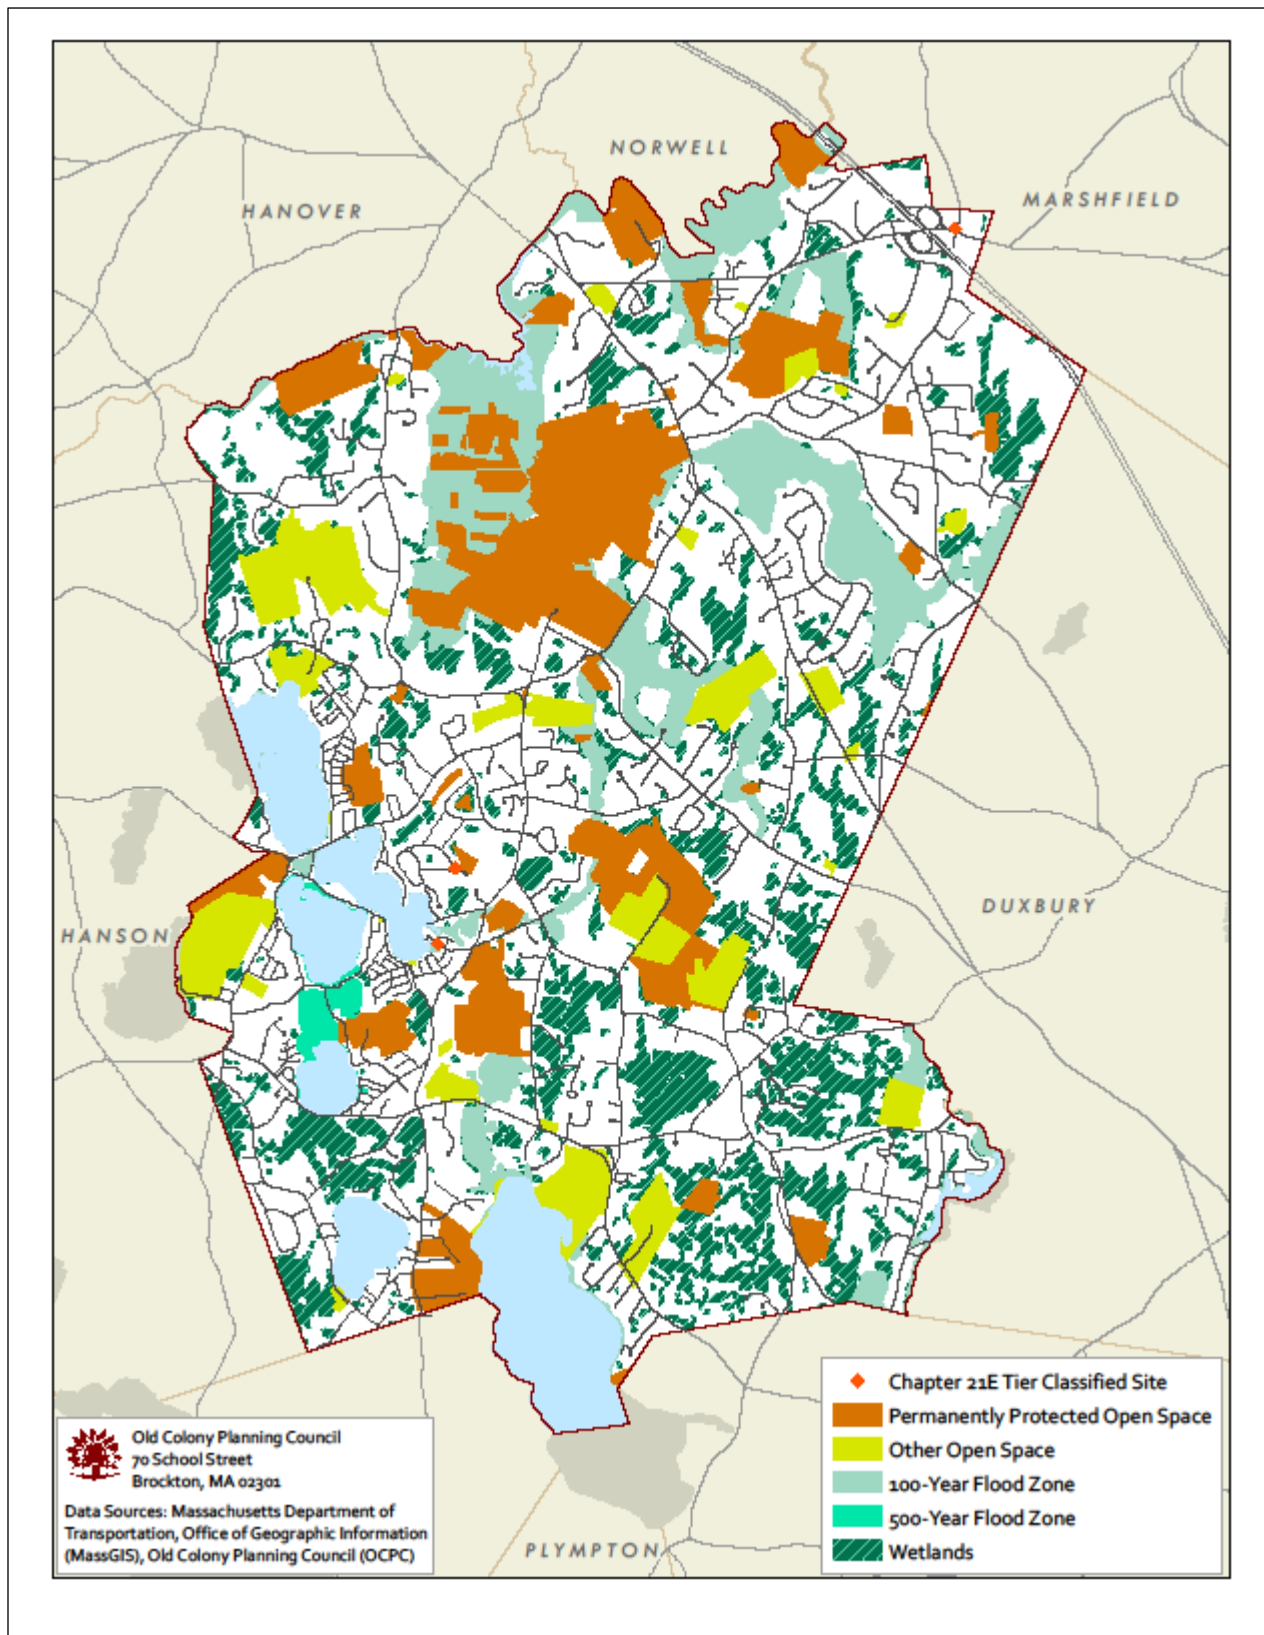 NORWELL
HANOVER
MARSHFIELD
HANSON
DUXBURY
PLYMPTON
Chapter 21E Tier Classified Site
Permanently Protected Open Space
Other Open Space
100-Year Flood Zone
500-Year Flood Zone
Wetlands
Old Colony Planning Council
70 School Street
Brockton, MA 02301
Data Sources: Massachusetts Department of
Transportation, Office of Geographic Information
(MassGIS), Old Colony Planning Council (OCPC)